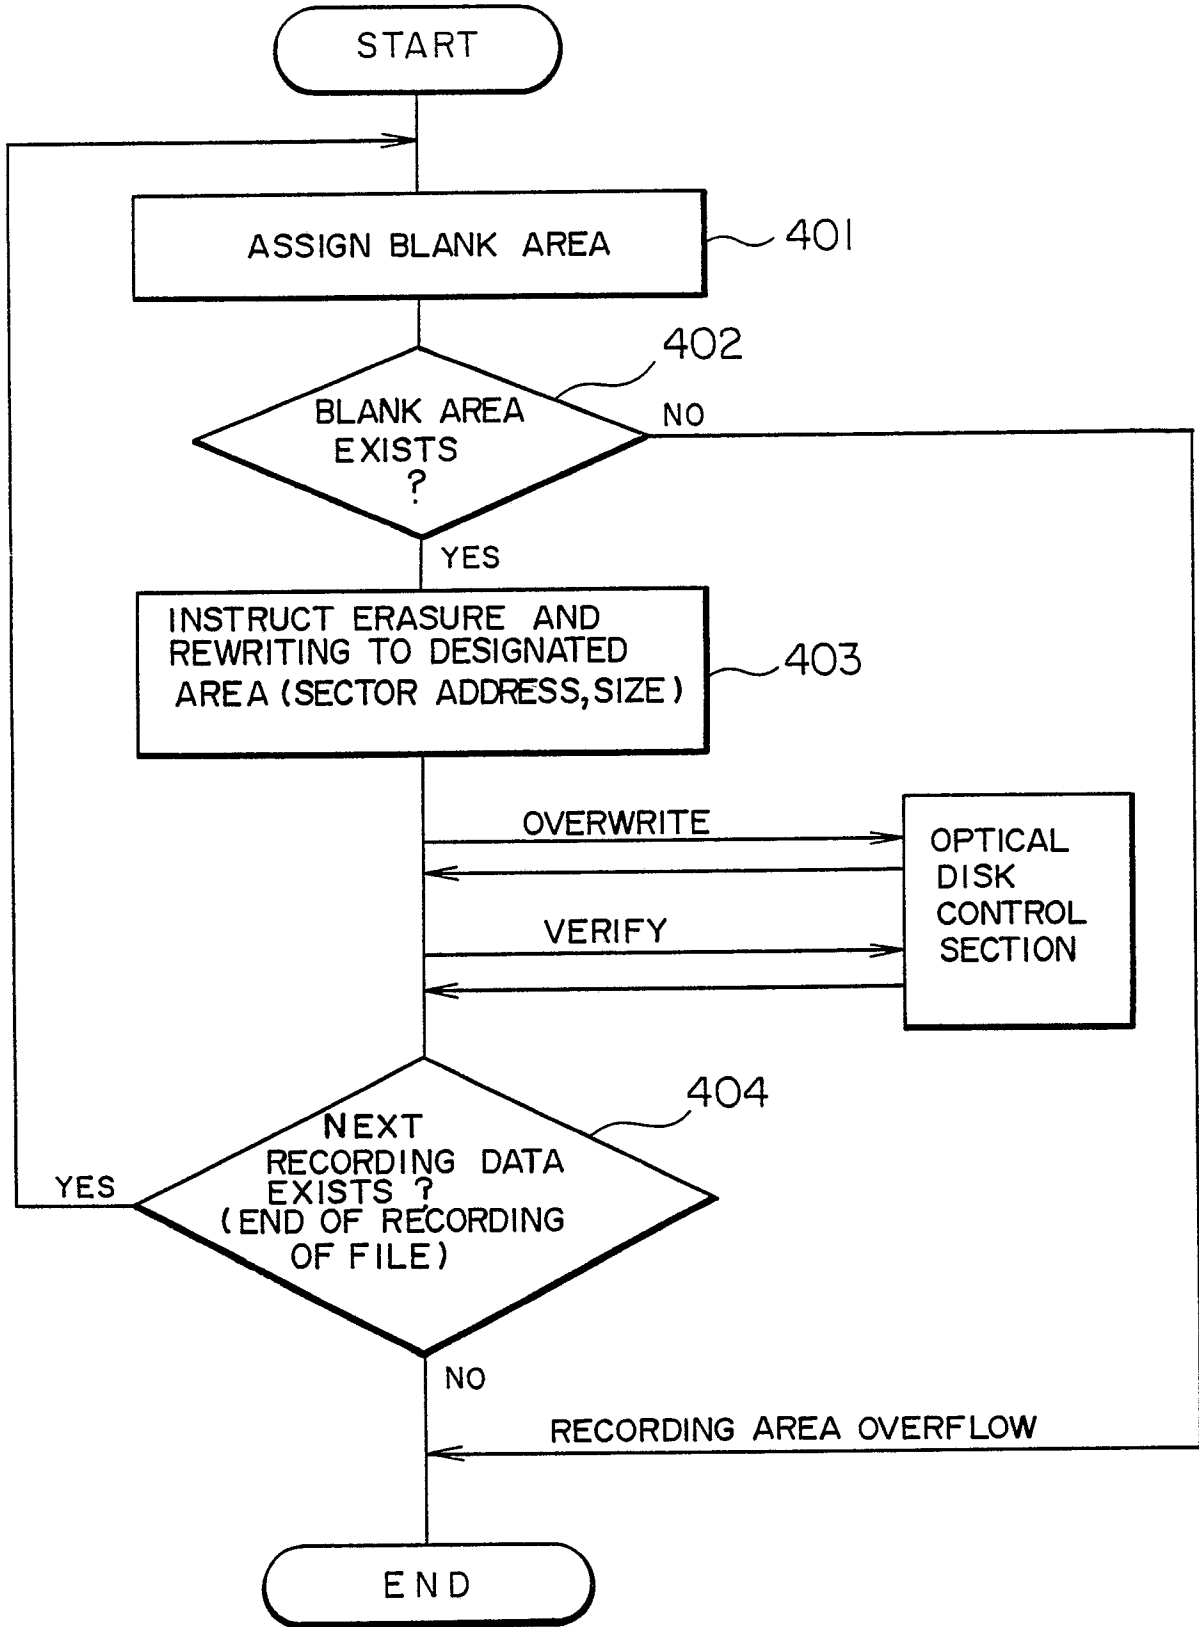 START
ASSIGN BLANK AREA
401
402
BLANK AREA
EXISTS
?
NO
YES
INSTRUCT ERASURE AND
REWRITING TO DESIGNATED
AREA (SECTOR ADDRESS, SIZE)
403
OVERWRITE
VERIFY
OPTICAL
DISK
CONTROL
SECTION
404
NEXT
RECORDING DATA
EXISTS ?
(END OF RECORDING
OF FILE)
YES
NO
RECORDING AREA OVERFLOW
END